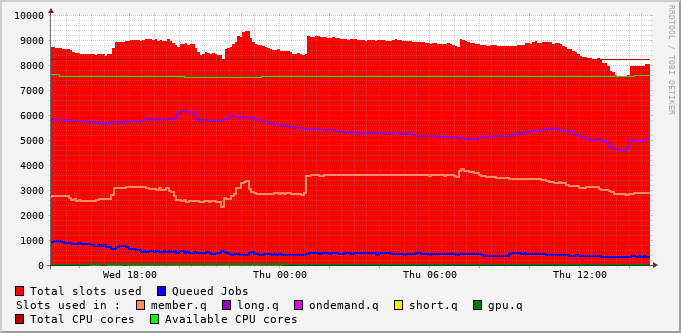 10000
9000
8000
7000
6000
5000
4000
3000
2000
1000
0
Wed 18:00 Thu 00:00 Thu 06:00 Thu 12:00
RRDTOOL / TOBI OETIKER
Total slots used Queued Jobs
Slots used in : member.q long.q ondemand.q short.q gpu.q
Total CPU cores Available CPU cores